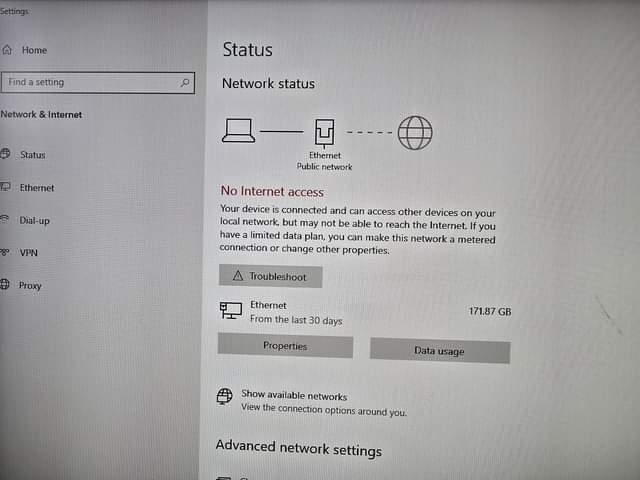 Settings
Home
Find a setting
Network & Internet
Status
Ethernet
Dial-up
VPN
Proxy
Status
Network status
Ethernet
Public network
No Internet access
Your device is connected and can access other devices on your
local network, but may not be able to reach the Internet. If you
have a limited data plan, you can make this network a metered
connection or change other properties.
Troubleshoot
Ethernet
From the last 30 days
171.87 GB
Properties
Data usage
Show available networks
View the connection options around you.
Advanced network settings